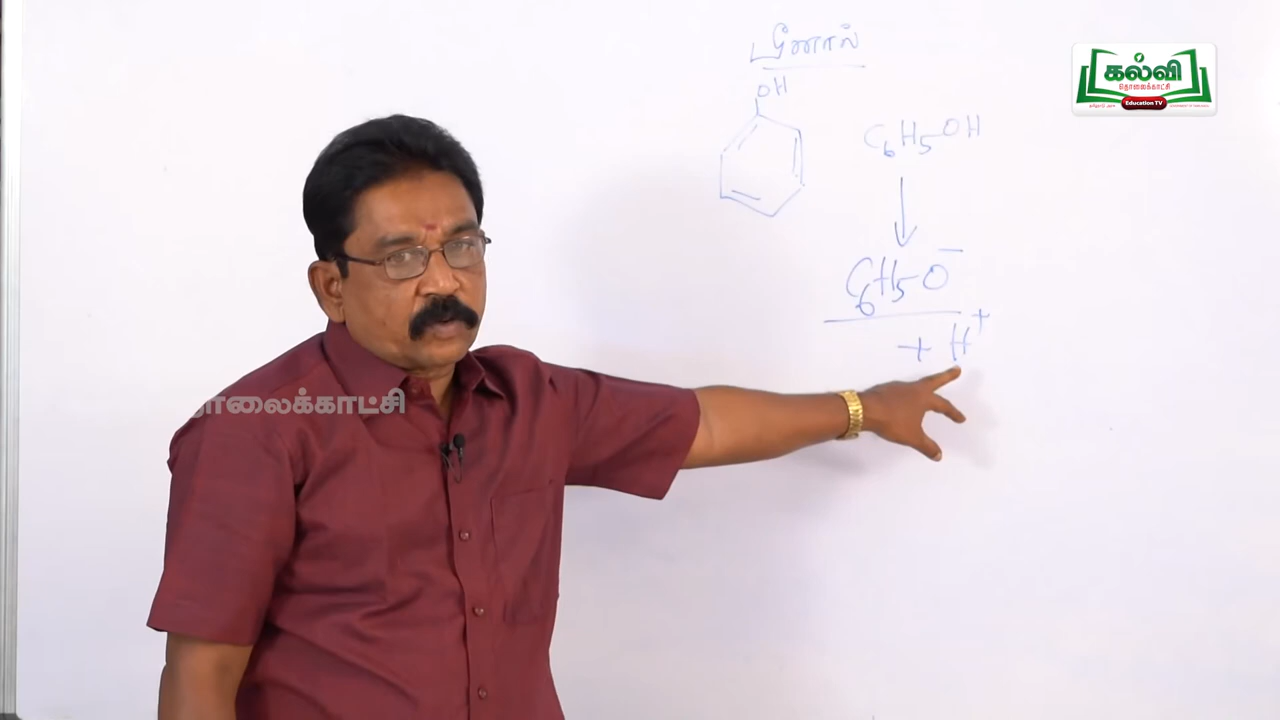 பீனால்
OH
C₆H₅OH
↓
C₆H₅O⁻
+ H⁺
கல்வி
தொலைக்காட்சி
Education TV
தொலைக்காட்சி